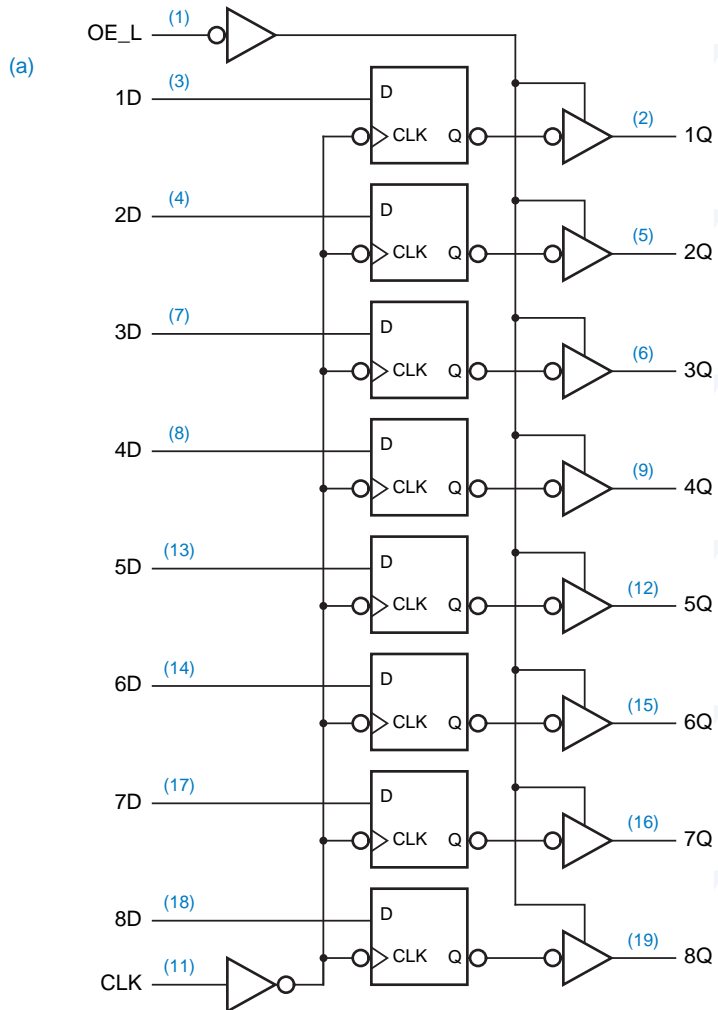 (a)
OE_L (1)
1D (3) D
CLK Q (2) 1Q
2D (4) D
CLK Q (5) 2Q
3D (7) D
CLK Q (6) 3Q
4D (8) D
CLK Q (9) 4Q
5D (13) D
CLK Q (12) 5Q
6D (14) D
CLK Q (15) 6Q
7D (17) D
CLK Q (16) 7Q
8D (18) D
CLK Q (19) 8Q
CLK (11)